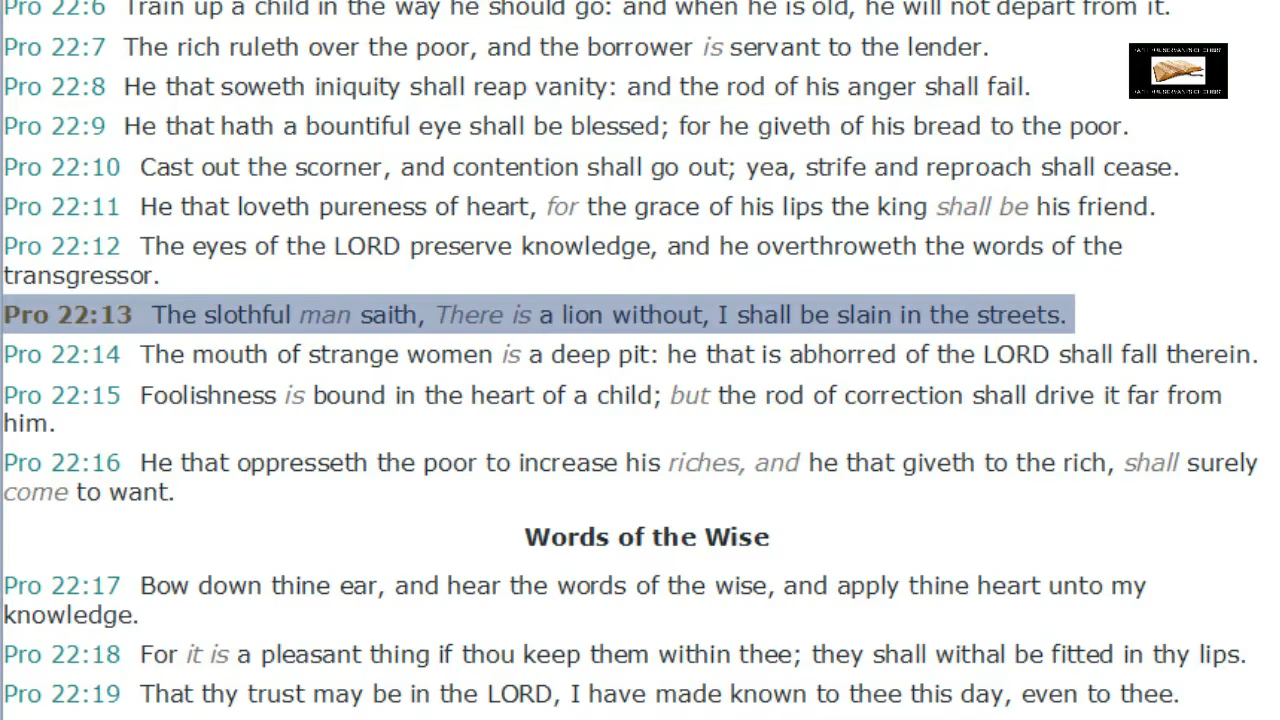 Pro 22:6 Train up a child in the way he should go: and when he is old, he will not depart from it.
Pro 22:7 The rich ruleth over the poor, and the borrower is servant to the lender.
Pro 22:8 He that soweth iniquity shall reap vanity: and the rod of his anger shall fail.
Pro 22:9 He that hath a bountiful eye shall be blessed; for he giveth of his bread to the poor.
Pro 22:10 Cast out the scorner, and contention shall go out; yea, strife and reproach shall cease.
Pro 22:11 He that loveth pureness of heart, for the grace of his lips the king shall be his friend.
Pro 22:12 The eyes of the LORD preserve knowledge, and he overthroweth the words of the
transgressor.
Pro 22:13 The slothful man saith, There is a lion without, I shall be slain in the streets.
Pro 22:14 The mouth of strange women is a deep pit: he that is abhorred of the LORD shall fall therein.
Pro 22:15 Foolishness is bound in the heart of a child; but the rod of correction shall drive it far from
him.
Pro 22:16 He that oppresseth the poor to increase his riches, and he that giveth to the rich, shall surely
come to want.
Words of the Wise
Pro 22:17 Bow down thine ear, and hear the words of the wise, and apply thine heart unto my
knowledge.
Pro 22:18 For it is a pleasant thing if thou keep them within thee; they shall withal be fitted in thy lips.
Pro 22:19 That thy trust may be in the LORD, I have made known to thee this day, even to thee.